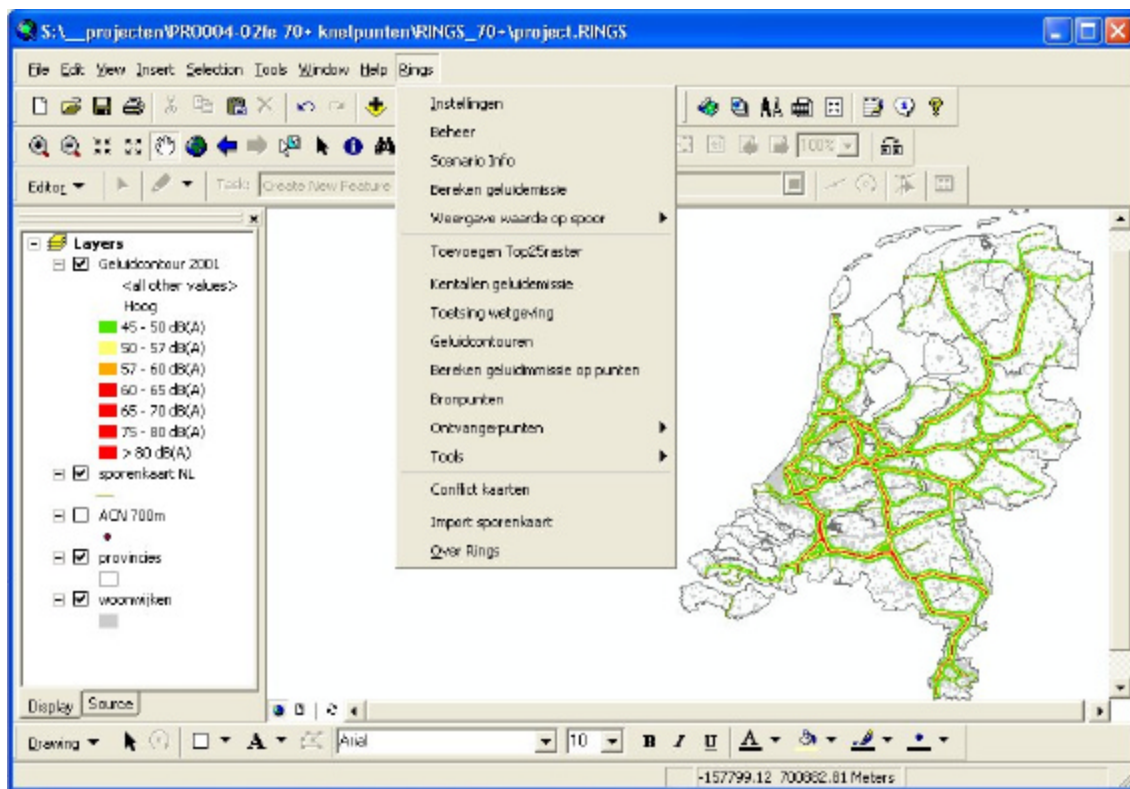 S:\__projecten\PRO004-02fe 70+ knelpunten\RINGS_70+\project.RINGS
File Edit View Insert Selection Tools Window Help Rings
100%
Editor Task: Create New Feature
Instellingen
Beheer
Scenario Info
Bereken geluidemissie
Weergave waarde op spoor
Toevoegen Top25raster
Kentallen geluidemissie
Toetsing wetgeving
Geluidcontouren
Bereken geluidimmissie op punten
Bronpunten
Ontvangerpunten
Tools
Conflict kaarten
Import sporenkaart
Over Rings
Layers
Geluidcontour 2001
<all other values>
Hoog
45 - 50 dB(A)
50 - 57 dB(A)
57 - 60 dB(A)
60 - 65 dB(A)
65 - 70 dB(A)
75 - 80 dB(A)
> 80 dB(A)
sporenkaart NL
ACN 700m
provincies
woonwijken
Display Source
Drawing A Arial 10 B I U A
-157799.12 700882.81 Meters